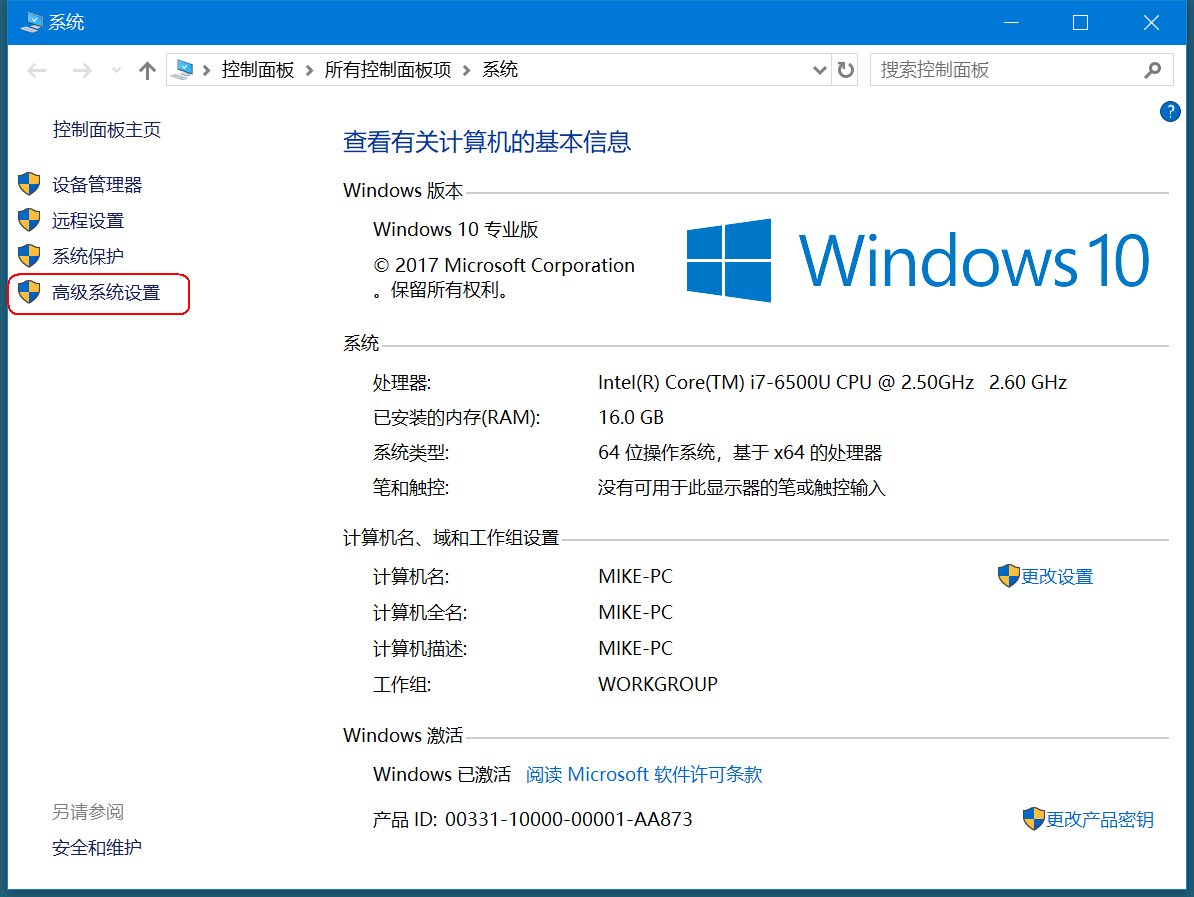 系统
控制面板 所有控制面板项 系统
搜索控制面板
?
控制面板主页
设备管理器
远程设置
系统保护
高级系统设置
查看有关计算机的基本信息
Windows 版本
Windows 10 专业版
© 2017 Microsoft Corporation
。保留所有权利。
Windows 10
系统
处理器: Intel(R) Core(TM) i7-6500U CPU @ 2.50GHz 2.60 GHz
已安装的内存(RAM): 16.0 GB
系统类型: 64 位操作系统，基于 x64 的处理器
笔和触控: 没有可用于此显示器的笔或触控输入
计算机名、域和工作组设置
计算机名: MIKE-PC 更改设置
计算机全名: MIKE-PC
计算机描述: MIKE-PC
工作组: WORKGROUP
Windows 激活
Windows 已激活 阅读 Microsoft 软件许可条款
产品 ID: 00331-10000-00001-AA873 更改产品密钥
另请参阅
安全和维护